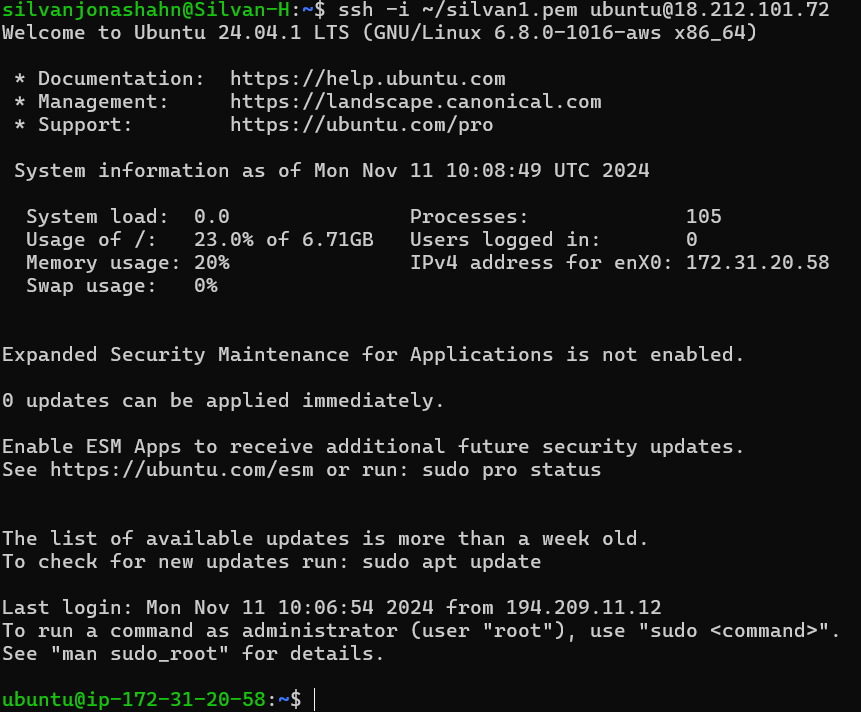 silvanjonashahn@Silvan-H:~$ ssh -i ~/silvan1.pem ubuntu@18.212.101.72
Welcome to Ubuntu 24.04.1 LTS (GNU/Linux 6.8.0-1016-aws x86_64)
* Documentation: https://help.ubuntu.com
* Management: https://landscape.canonical.com
* Support: https://ubuntu.com/pro
System information as of Mon Nov 11 10:08:49 UTC 2024
System load: 0.0 Processes: 105
Usage of /: 23.0% of 6.71GB Users logged in: 0
Memory usage: 20% IPv4 address for enX0: 172.31.20.58
Swap usage: 0%
Expanded Security Maintenance for Applications is not enabled.
0 updates can be applied immediately.
Enable ESM Apps to receive additional future security updates.
See https://ubuntu.com/esm or run: sudo pro status
The list of available updates is more than a week old.
To check for new updates run: sudo apt update
Last login: Mon Nov 11 10:06:54 2024 from 194.209.11.12
To run a command as administrator (user "root"), use "sudo <command>".
See "man sudo_root" for details.
ubuntu@ip-172-31-20-58:~$